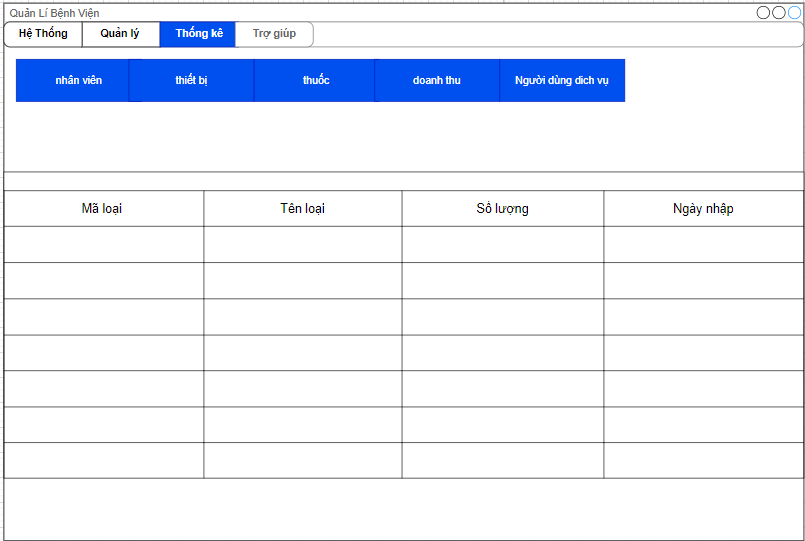 Quản Lí Bệnh Viện
Hệ Thống Quản lý Thống kê Trợ giúp
nhân viên thiết bị thuốc doanh thu Người dùng dich vụ
Mã loại Tên loại Số lượng Ngày nhập